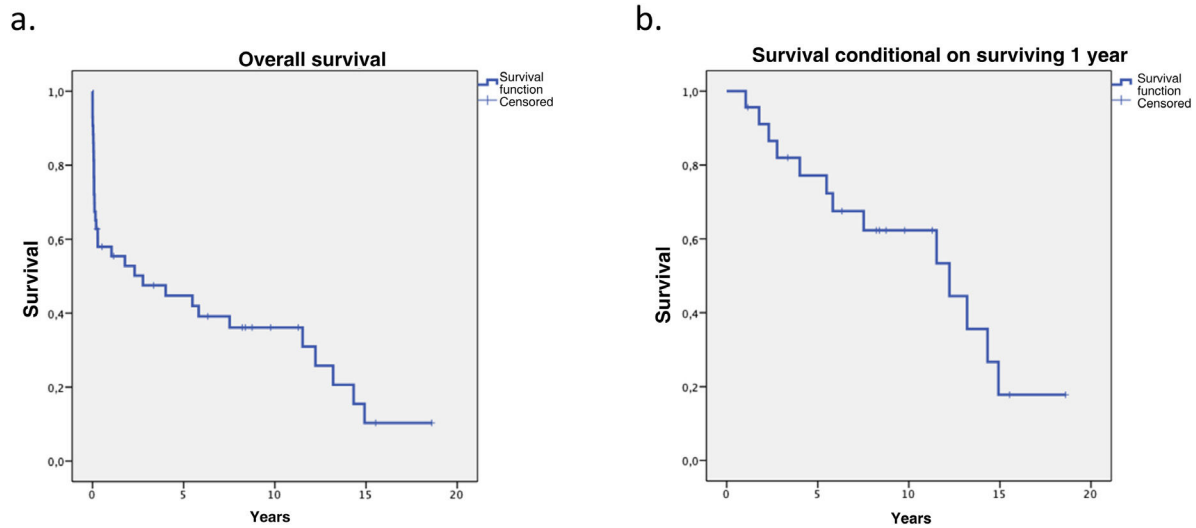 a.
Overall survival
Survival
function
Censored
1,0
0,8
0,6
0,4
0,2
0,0
Survival
0
5
10
15
20
Years
b.
Survival conditional on surviving 1 year
Survival
function
Censored
1,0
0,8
0,6
0,4
0,2
0,0
Survival
0
5
10
15
20
Years